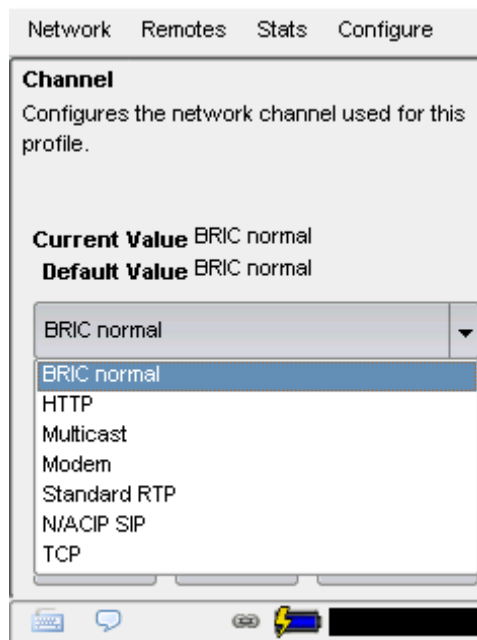 Network Remotes Stats Configure
Channel
Configures the network channel used for this
profile.
Current Value BRIC normal
Default Value BRIC normal
BRIC normal
BRIC normal
HTTP
Multicast
Modem
Standard RTP
N/ACIP SIP
TCP